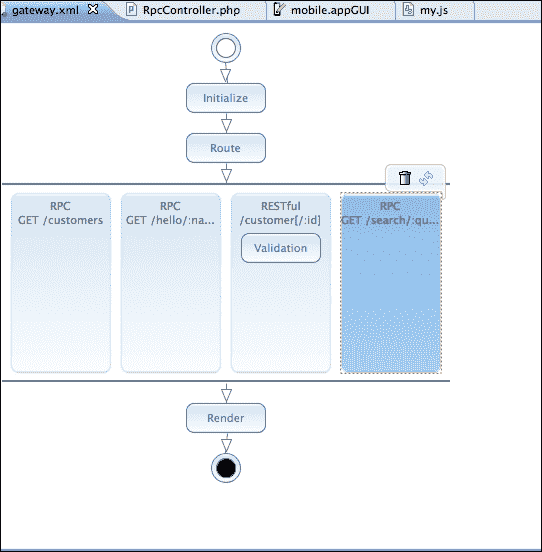 gateway.xml RpcController.php mobile.appGUI my.js
Initialize
Route
RPC
GET /customers
RPC
GET /hello/:na...
RESTful
/customer[/:id]
Validation
RPC
GET /search/:qu...
Render